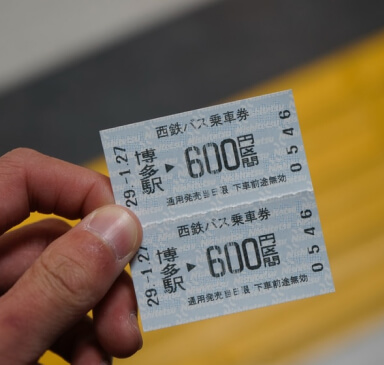 西鉄バス乗車券
29.-1.27
博多駅▶600円区間
0546
通用発売当日限 下車前途無効
西鉄バス乗車券
29.-1.27
博多駅▶600円区間
0546
通用発売当日限 下車前途無効